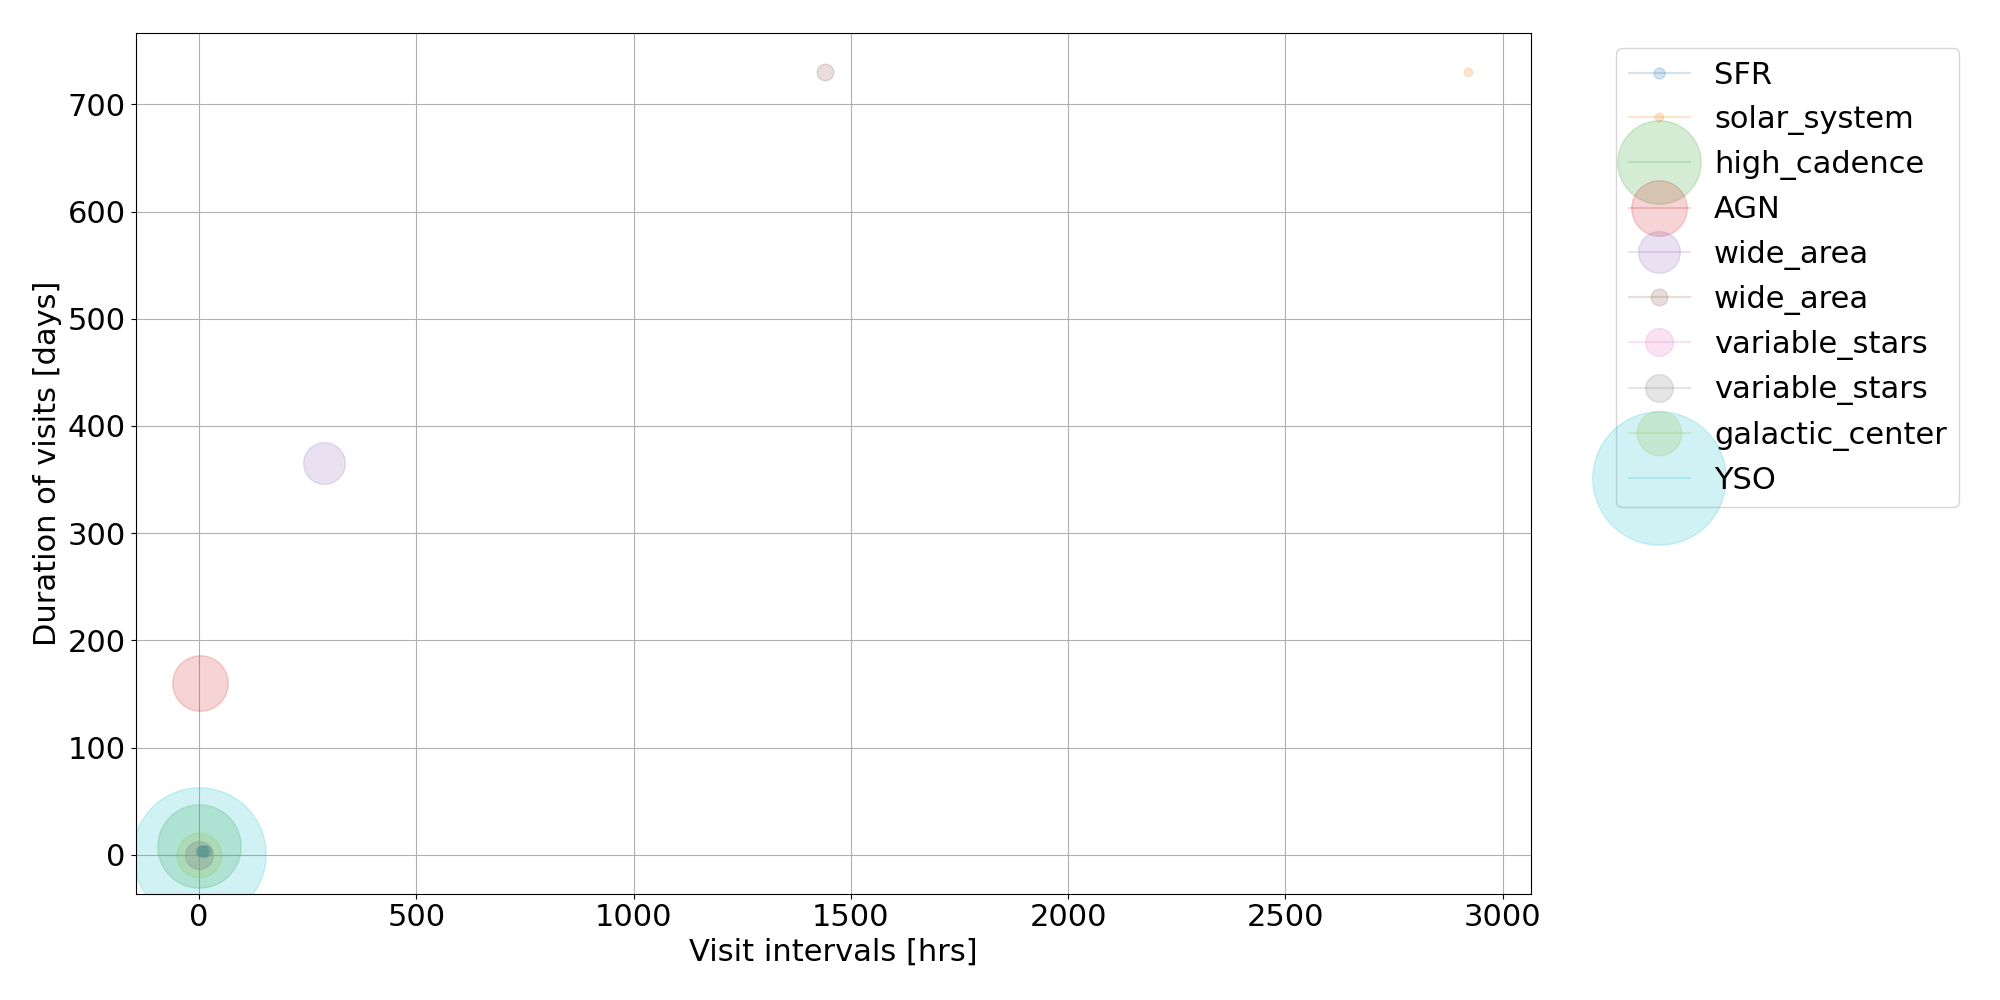 700
600
500
400
300
200
100
0
Duration of visits [days]
0 500 1000 1500 2000 2500 3000
Visit intervals [hrs]
SFR
solar_system
high_cadence
AGN
wide_area
wide_area
variable_stars
variable_stars
galactic_center
YSO